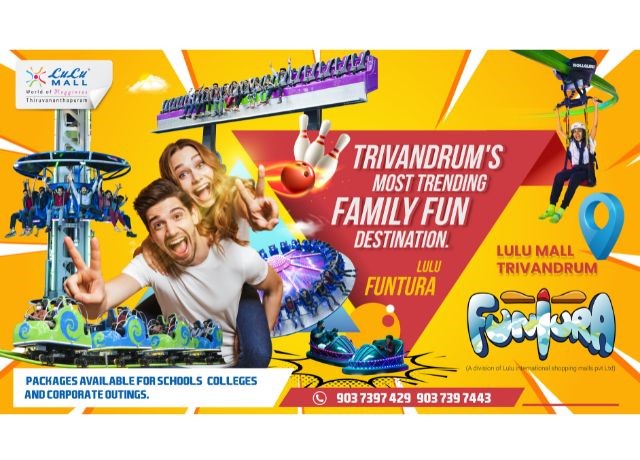 LuLu
MALL
World of Happiness
Thiruvananthapuram
TRIVANDRUM'S
MOST TRENDING
FAMILY FUN
DESTINATION.
LULU
FUNTURA
LULU MALL
TRIVANDRUM
FUNTURA
(A division of Lulu international shopping malls pvt Ltd)
PACKAGES AVAILABLE FOR SCHOOLS COLLEGES
AND CORPORATE OUTINGS.
903 7397 429 903 739 7443